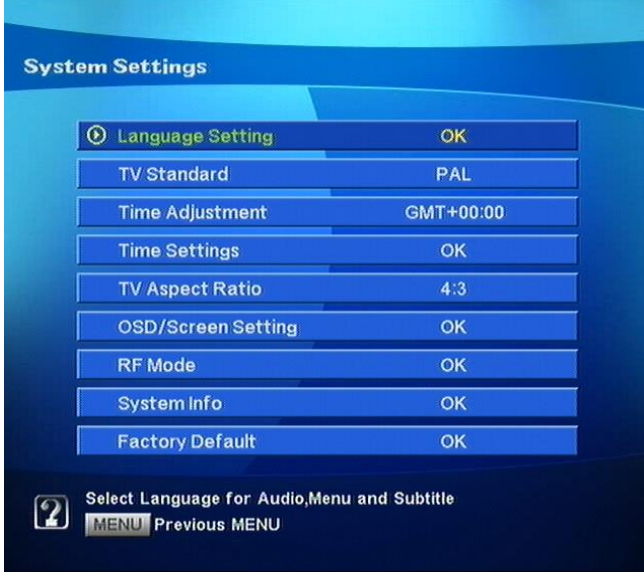 System Settings
Language Setting OK
TV Standard PAL
Time Adjustment GMT+00:00
Time Settings OK
TV Aspect Ratio 4:3
OSD/Screen Setting OK
RF Mode OK
System Info OK
Factory Default OK
Select Language for Audio,Menu and Subtitle
MENU Previous MENU